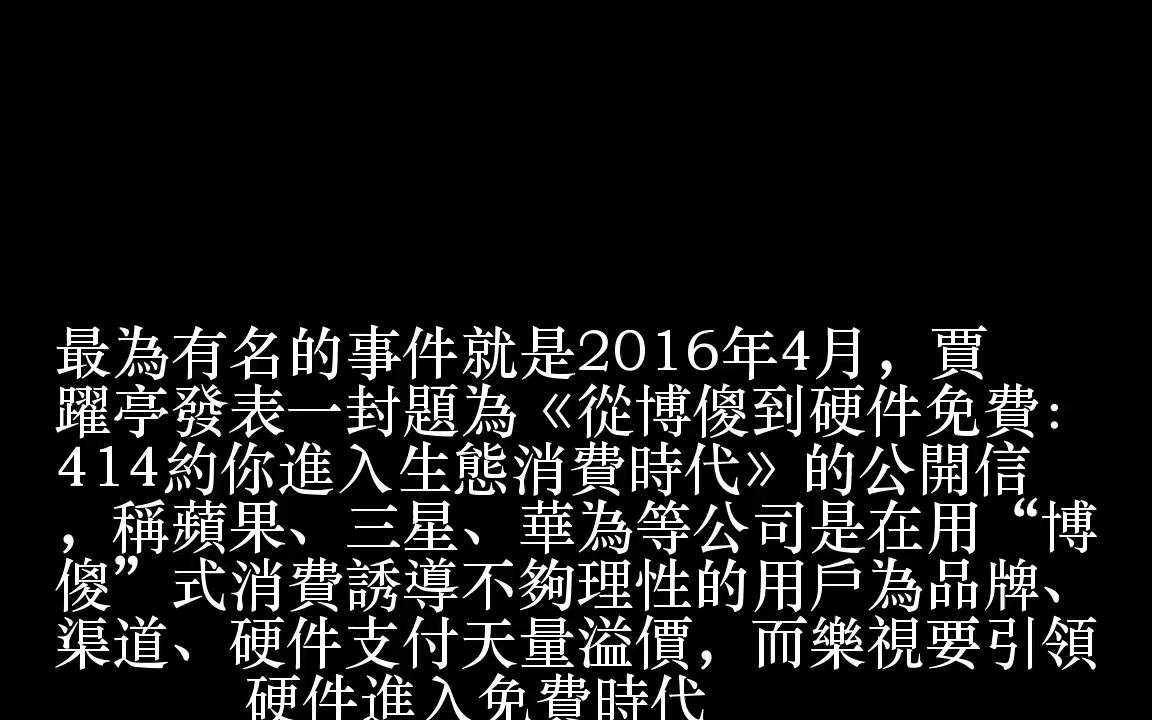 最為有名的事件就是2016年4月，賈
躍亭發表一封題為《從博傻到硬件免費：
414約你進入生態消費時代》的公開信
，稱蘋果、三星、華為等公司是在用“博
傻”式消費誘導不夠理性的用戶為品牌、
渠道、硬件支付天量溢價，而樂視要引領
硬件進入免費時代